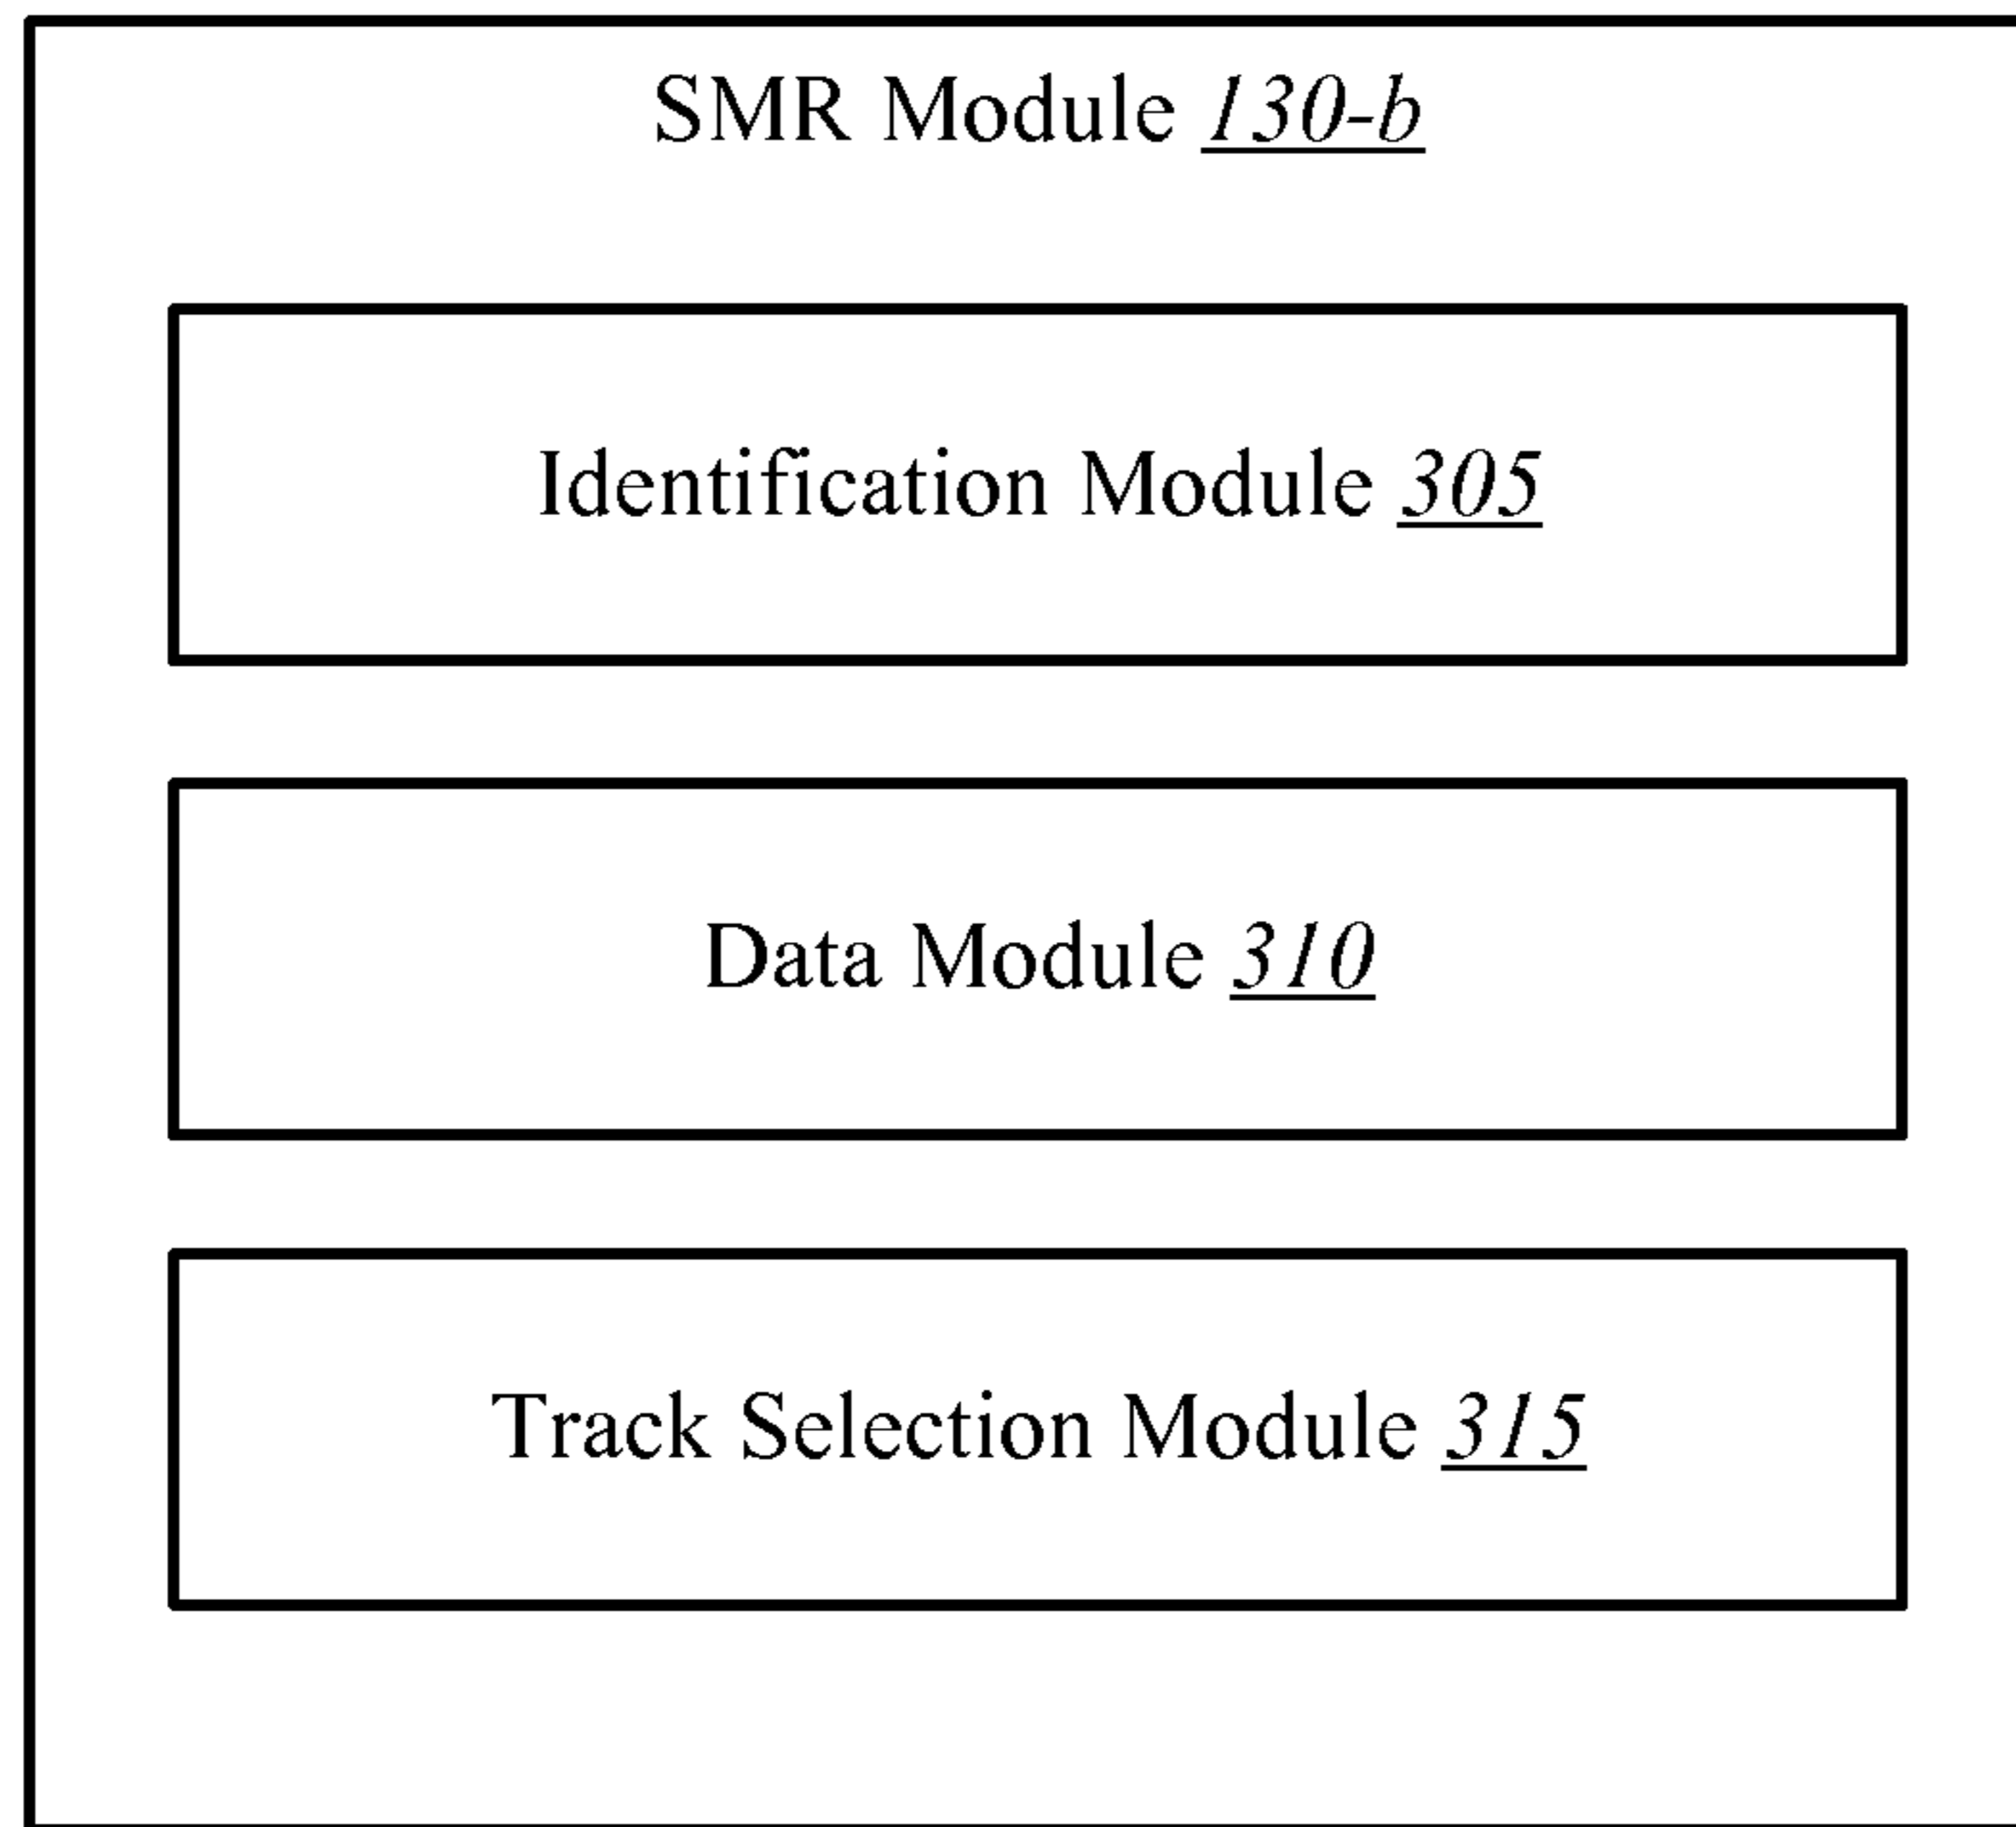 SMR Module 130-b
Identification Module 305
Data Module 310
Track Selection Module 315